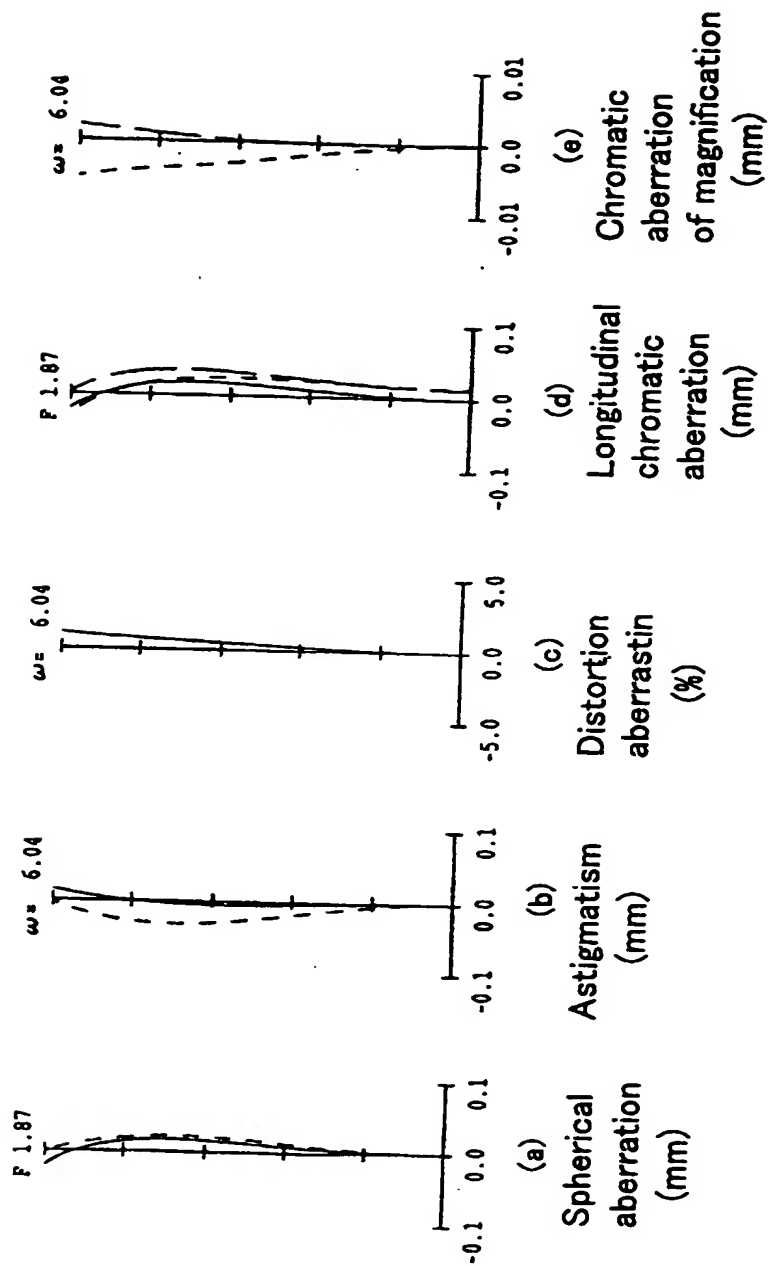 F 1.87
-0.1 0.0 0.1
(a)
Spherical
aberration
(mm)
ω= 6.04
-0.1 0.0 0.1
(b)
Astigmatism
(mm)
ω= 6.04
-5.0 0.0 5.0
(c)
Distortion
aberrastin
(%)
F 1.87
-0.1 0.0 0.1
(d)
Longitudinal
chromatic
aberration
(mm)
ω= 6.04
-0.01 0.0 0.01
(e)
Chromatic
aberration
of magnification
(mm)